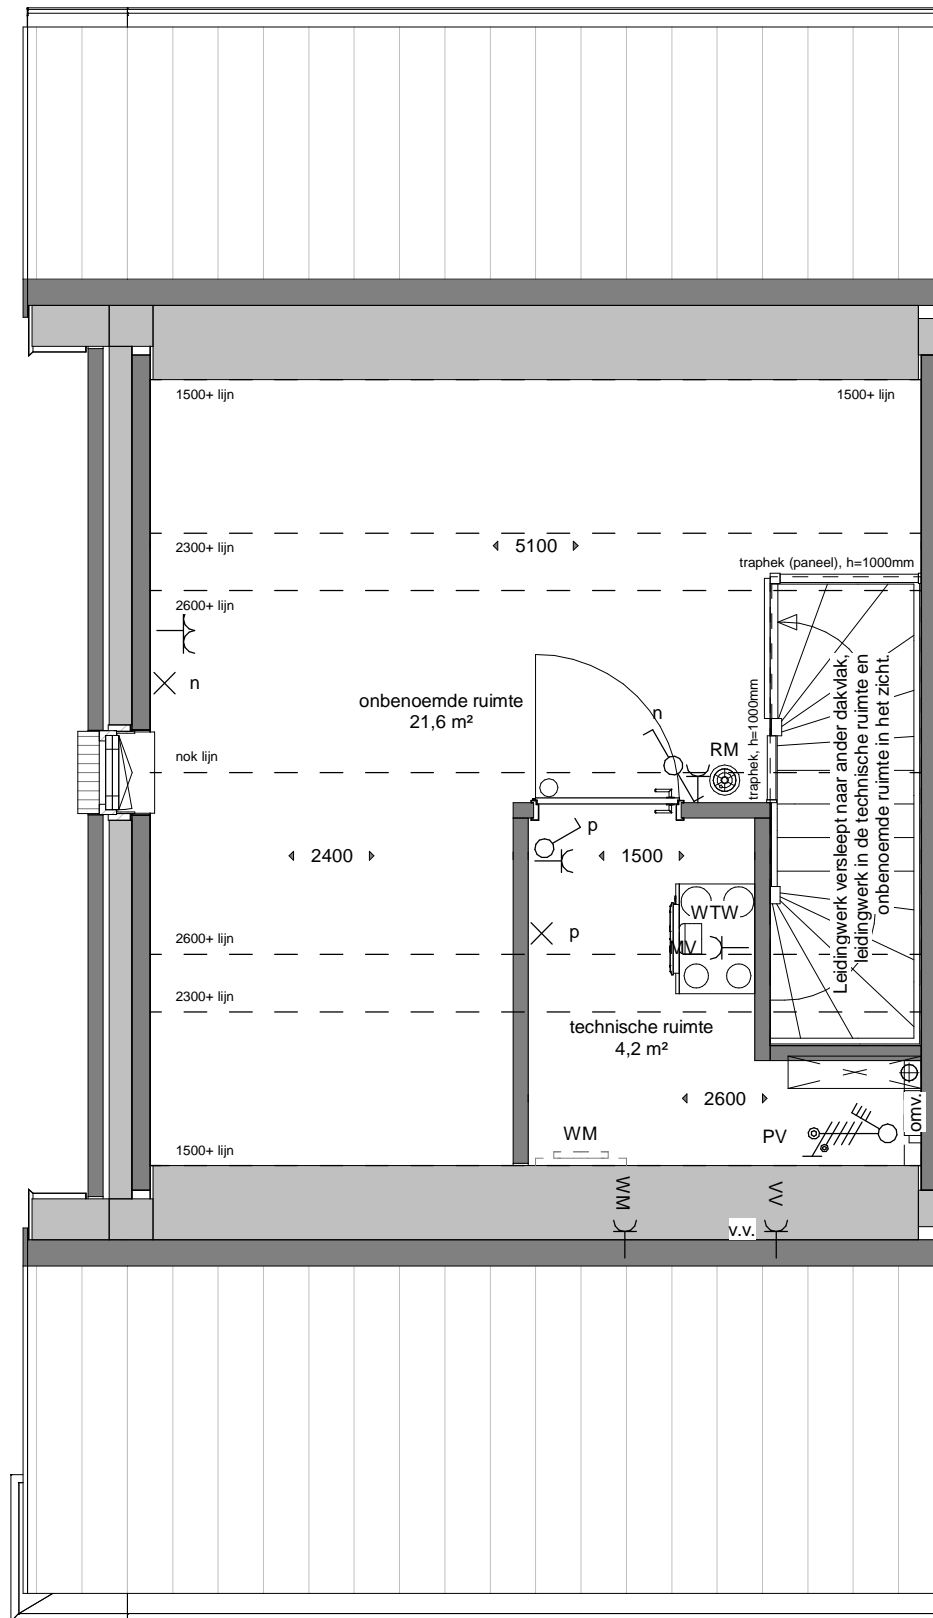 1500+ lijn
1500+ lijn
2300+ lijn
5100
traphek (paneel), h=1000mm
2600+ lijn
n
onbenoemde ruimte
21,6 m²
n
RM
traphek, h=1000mm
nok lijn
Leidingwerk versleept naar ander dakvlak,
leidingwerk in de technische ruimte en
onbenoemde ruimte in het zicht.
p
2400
1500
WTW
p
MV
2600+ lijn
2300+ lijn
technische ruimte
4,2 m²
2600
omv.
WM
PV
1500+ lijn
WM
VV
v.v.